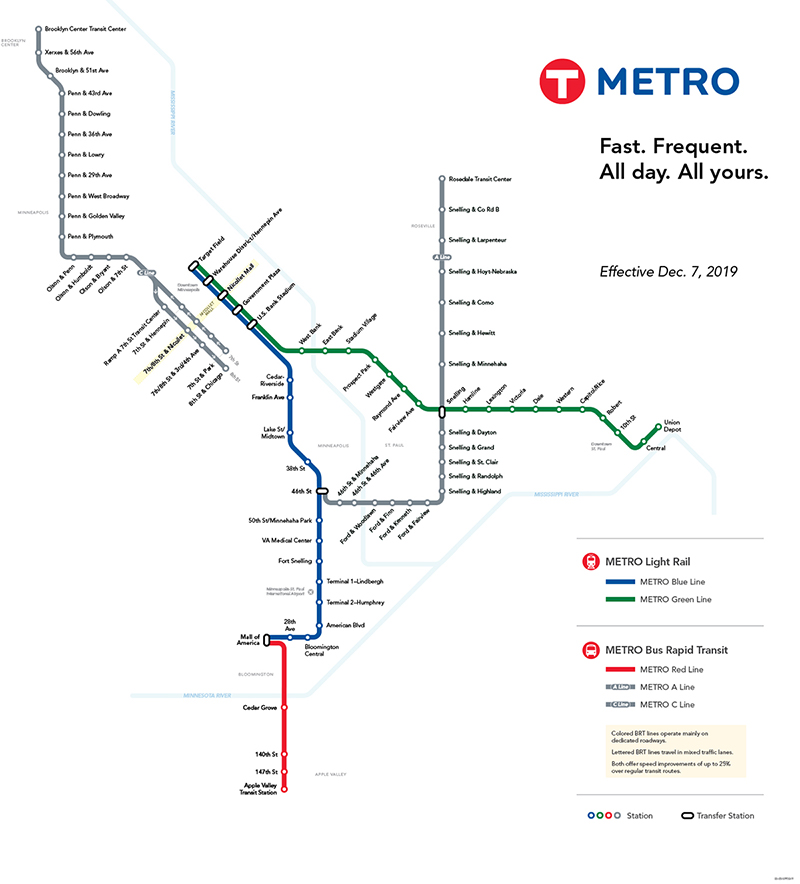 Brooklyn Center Transit Center
BROOKLYN
CENTER
Xerxes & 56th Ave
Brooklyn & 51st Ave
Penn & 43rd Ave
Penn & Dowling
Penn & 36th Ave
Penn & Lowry
Penn & 29th Ave
Penn & West Broadway
MINNEAPOLIS
Penn & Golden Valley
Penn & Plymouth
MISSISSIPPI RIVER
Olson & Penn
Olson & Humboldt
Olson & Bryant
Olson & 7th St
C Line
Ramp A 7th St Transit Center
7th St & Hennepin
7th/8th St & Nicollet
7th/8th St & 3rd/4th Ave
7th St & Park
8th St & Chicago
7th St
8th St
Downtown
Minneapolis
NICOLLET
MALL
Target Field
Warehouse District/Hennepin Ave
Nicollet Mall
Government Plaza
U.S. Bank Stadium
West Bank
East Bank
Stadium Village
Prospect Park
Westgate
Raymond Ave
Fairview Ave
Snelling
Hamline
Lexington
Victoria
Dale
Western
Capitol/Rice
Robert
10th St
Central
Union
Depot
Downtown
St. Paul
Cedar-
Riverside
Franklin Ave
Lake St/
Midtown
38th St
46th St
50th St/Minnehaha Park
VA Medical Center
Fort Snelling
Minneapolis-St. Paul
International Airport
Terminal 1–Lindbergh
Terminal 2–Humphrey
American Blvd
Bloomington
Central
28th
Ave
Mall of
America
BLOOMINGTON
MINNESOTA RIVER
Cedar Grove
140th St
147th St
Apple Valley
Transit Station
APPLE VALLEY
Rosedale Transit Center
Snelling & Co Rd B
ROSEVILLE
Snelling & Larpenteur
A Line
Snelling & Hoyt-Nebraska
Snelling & Como
Snelling & Hewitt
Snelling & Minnehaha
Snelling & Dayton
Snelling & Grand
Snelling & St. Clair
Snelling & Randolph
Snelling & Highland
MINNEAPOLIS
ST. PAUL
46th St & Minnehaha
46th St & 46th Ave
Ford & Woodlawn
Ford & Finn
Ford & Kenneth
Ford & Fairview
MISSISSIPPI RIVER
T METRO
Fast. Frequent.
All day. All yours.
Effective Dec. 7, 2019
METRO Light Rail
METRO Blue Line
METRO Green Line
METRO Bus Rapid Transit
METRO Red Line
A Line METRO A Line
C Line METRO C Line
Colored BRT lines operate mainly on
dedicated roadways.
Lettered BRT lines travel in mixed traffic lanes.
Both offer speed improvements of up to 25%
over regular transit routes.
Station
Transfer Station